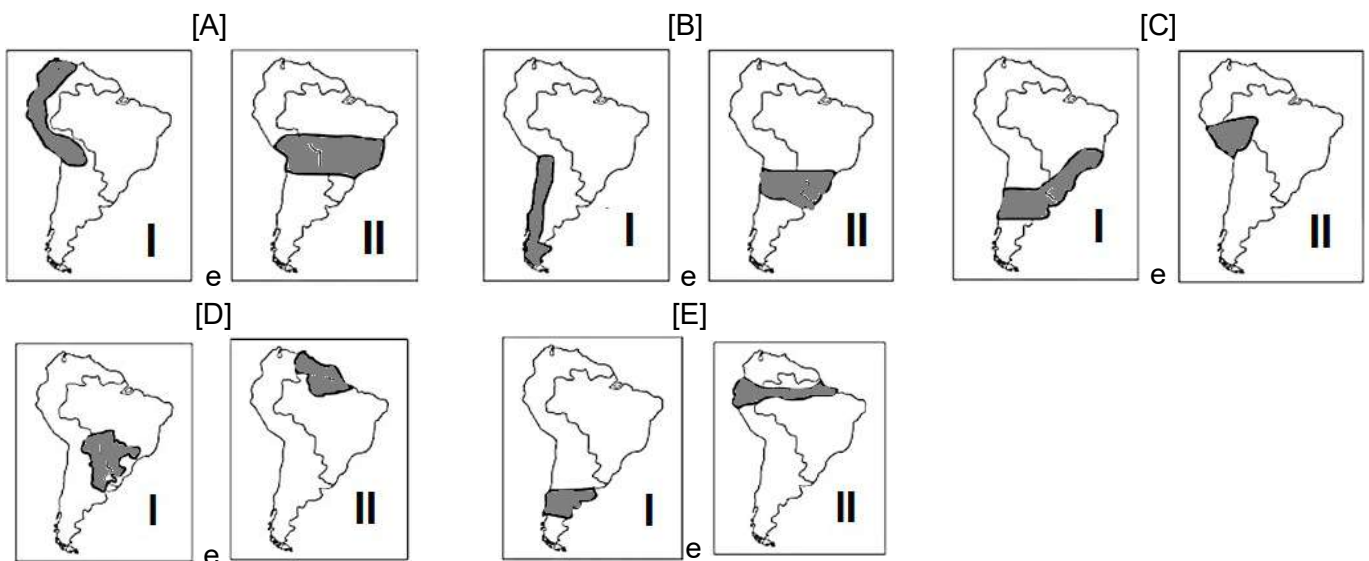 [A] [B] [C]
I II I II I II
e e e
[D] [E]
I II I II
e e